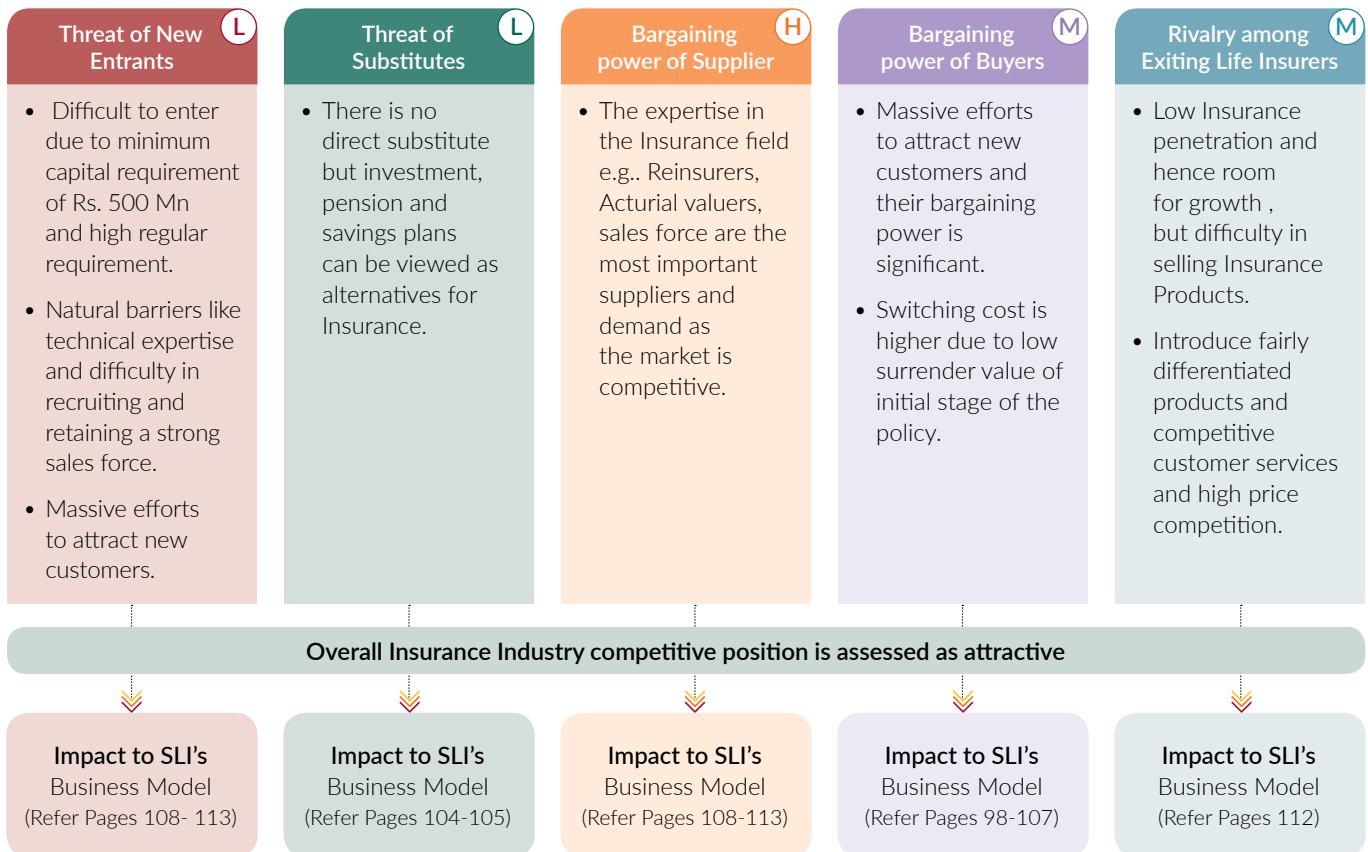 Threat of New
Entrants
L
• Difficult to enter
due to minimum
capital requirement
of Rs. 500 Mn
and high regular
requirement.
• Natural barriers like
technical expertise
and difficulty in
recruiting and
retaining a strong
sales force.
• Massive efforts
to attract new
customers.
Threat of
Substitutes
L
• There is no
direct substitute
but investment,
pension and
savings plans
can be viewed as
alternatives for
Insurance.
Bargaining
power of Supplier
H
• The expertise in
the Insurance field
e.g.. Reinsurers,
Acturial valuers,
sales force are the
most important
suppliers and
demand as
the market is
competitive.
Bargaining
power of Buyers
M
• Massive efforts
to attract new
customers and
their bargaining
power is
significant.
• Switching cost is
higher due to low
surrender value of
initial stage of the
policy.
Rivalry among
Exiting Life Insurers
M
• Low Insurance
penetration and
hence room
for growth ,
but difficulty in
selling Insurance
Products.
• Introduce fairly
differentiated
products and
competitive
customer services
and high price
competition.
Overall Insurance Industry competitive position is assessed as attractive
Impact to SLI's
Business Model
(Refer Pages 108- 113)
Impact to SLI's
Business Model
(Refer Pages 104-105)
Impact to SLI's
Business Model
(Refer Pages 108-113)
Impact to SLI's
Business Model
(Refer Pages 98-107)
Impact to SLI's
Business Model
(Refer Pages 112)